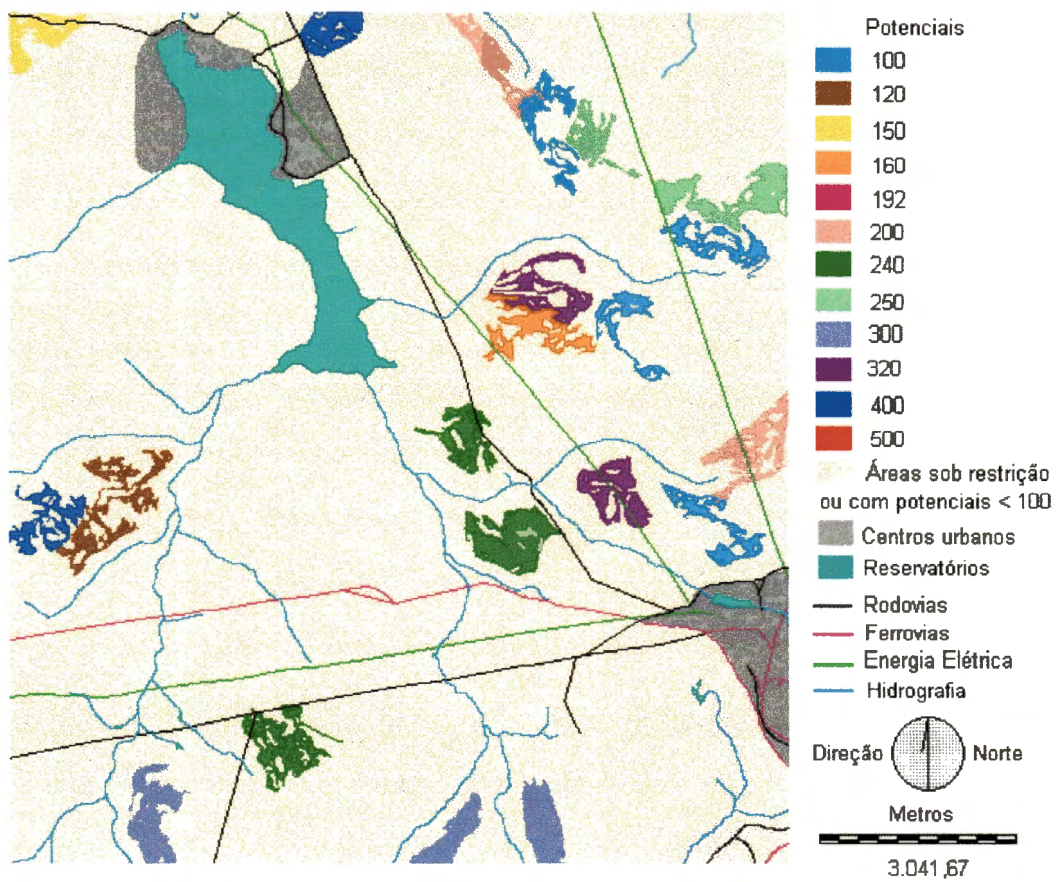 Potenciais
100
120
150
160
192
200
240
250
300
320
400
500
Áreas sob restrição
ou com potenciais < 100
Centros urbanos
Reservatórios
Rodovias
Ferrovias
Energia Elétrica
Hidrografia
Direção Norte
Metros
3.041,67